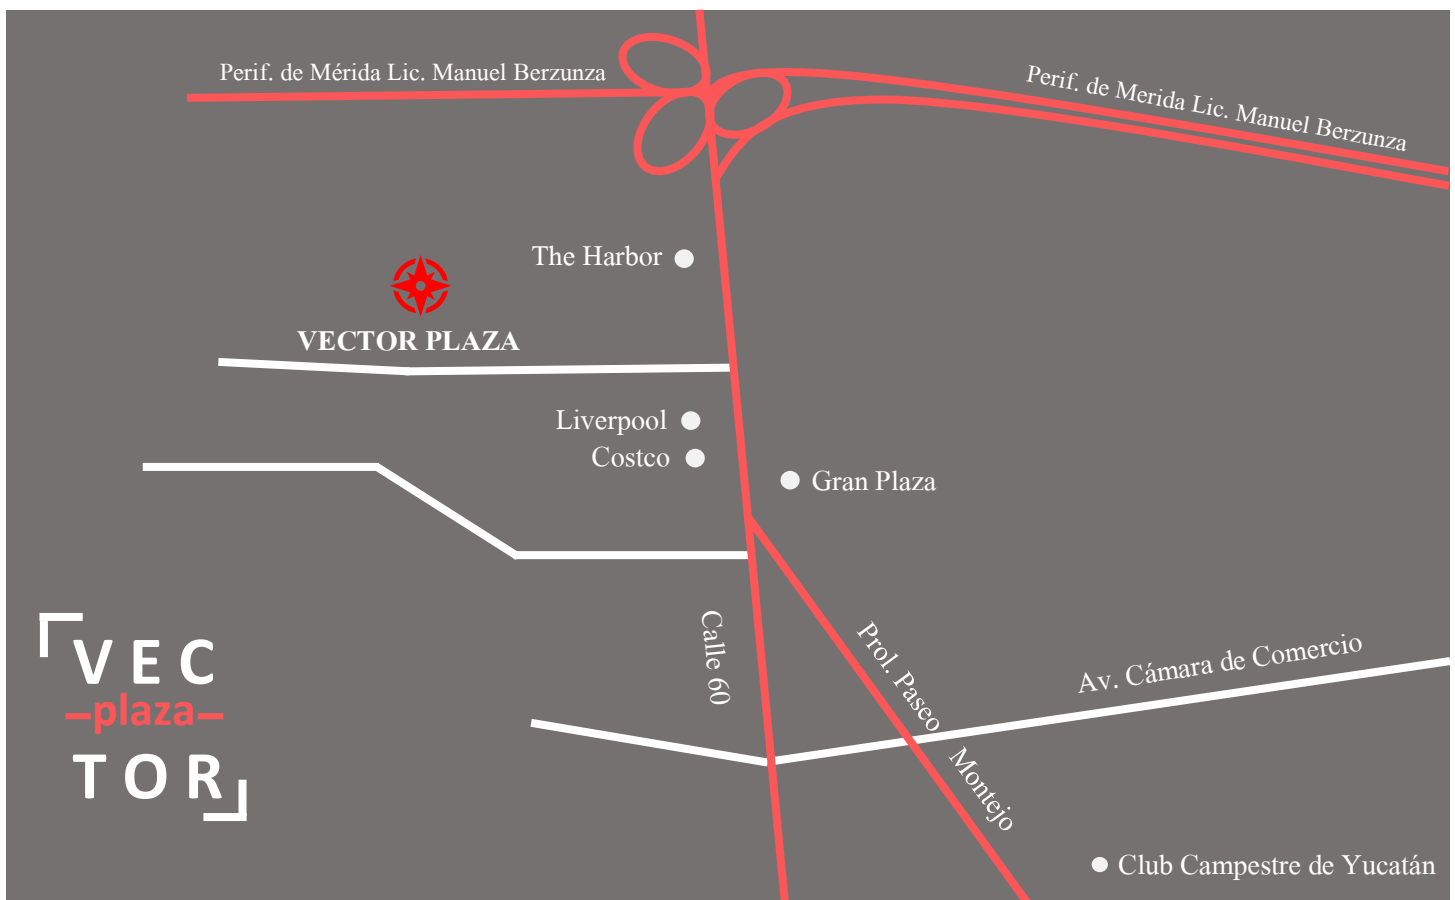 Perif. de Mérida Lic. Manuel Berzunza
Perif. de Merida Lic. Manuel Berzunza
The Harbor
VECTOR PLAZA
Liverpool
Costco
Gran Plaza
Calle 60
Prol. Paseo Montejo
Av. Cámara de Comercio
VEC
plaza
TOR
Club Campestre de Yucatán